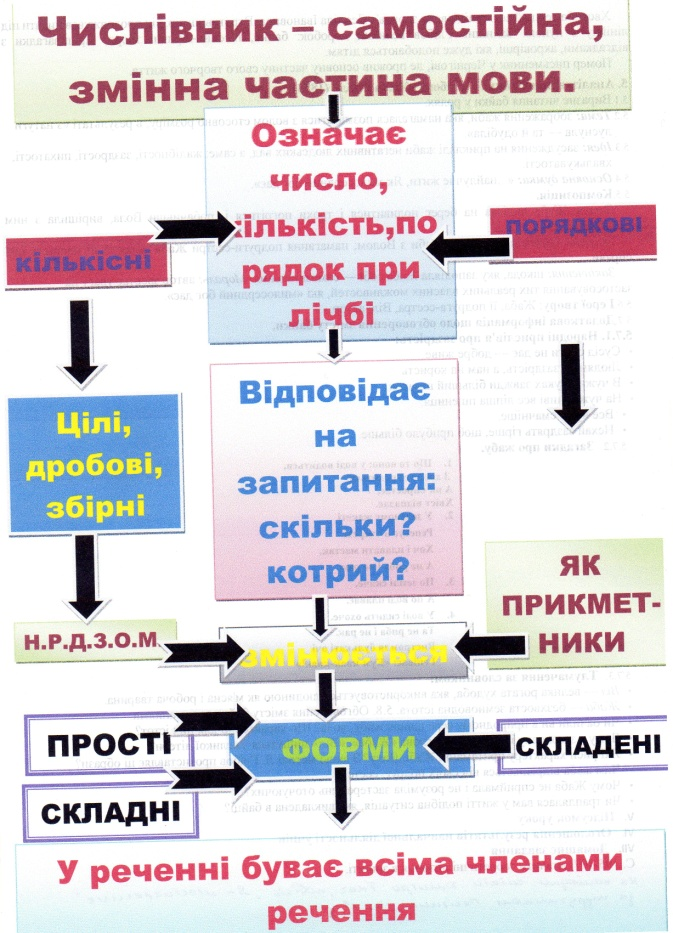 Числівник – самостійна,
змінна частина мови.
Означає
число,
кількість,по
рядок при
лічбі
кількісні
ПОРЯДКОВІ
Цілі,
дробові,
збірні
Відповідає
на
запитання:
скільки?
котрий?
ЯК
ПРИКМЕТ-
НИКИ
Н.Р.Д.З.О.М
змінюється
ПРОСТІ
ФОРМИ
СКЛАДЕНІ
СКЛАДНІ
У реченні буває всіма членами
речення